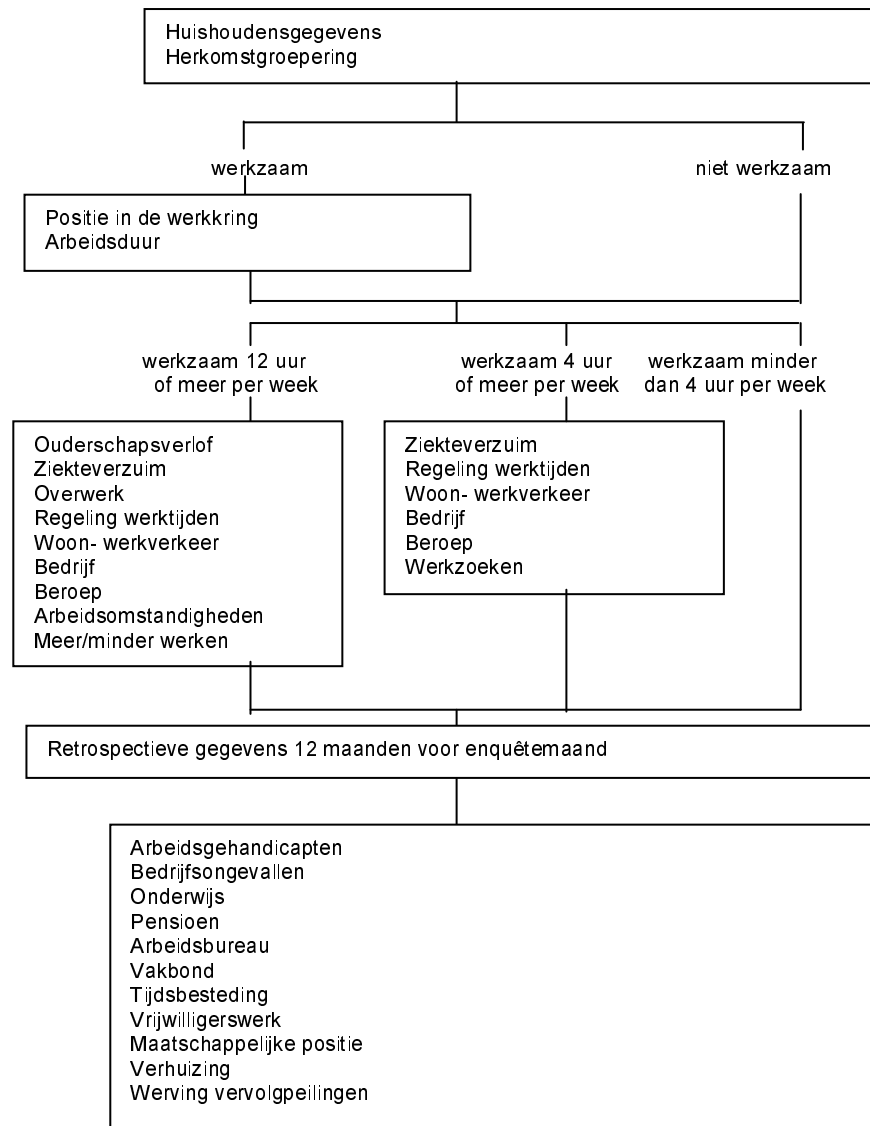 Huishoudensgegevens
Herkomstgroepering
werkzaam
niet werkzaam
Positie in de werkkring
Arbeidsduur
werkzaam 12 uur
of meer per week
werkzaam 4 uur
of meer per week
werkzaam minder
dan 4 uur per week
Ouderschapsverlof
Ziekteverzuim
Overwerk
Regeling werktijden
Woon- werkverkeer
Bedrijf
Beroep
Arbeidsomstandigheden
Meer/minder werken
Ziekteverzuim
Regeling werktijden
Woon- werkverkeer
Bedrijf
Beroep
Werkzoeken
Retrospectieve gegevens 12 maanden voor enquêtemaand
Arbeidsgehandicapten
Bedrijfsongevallen
Onderwijs
Pensioen
Arbeidsbureau
Vakbond
Tijdsbesteding
Vrijwilligerswerk
Maatschappelijke positie
Verhuizing
Werving vervolgpeilingen